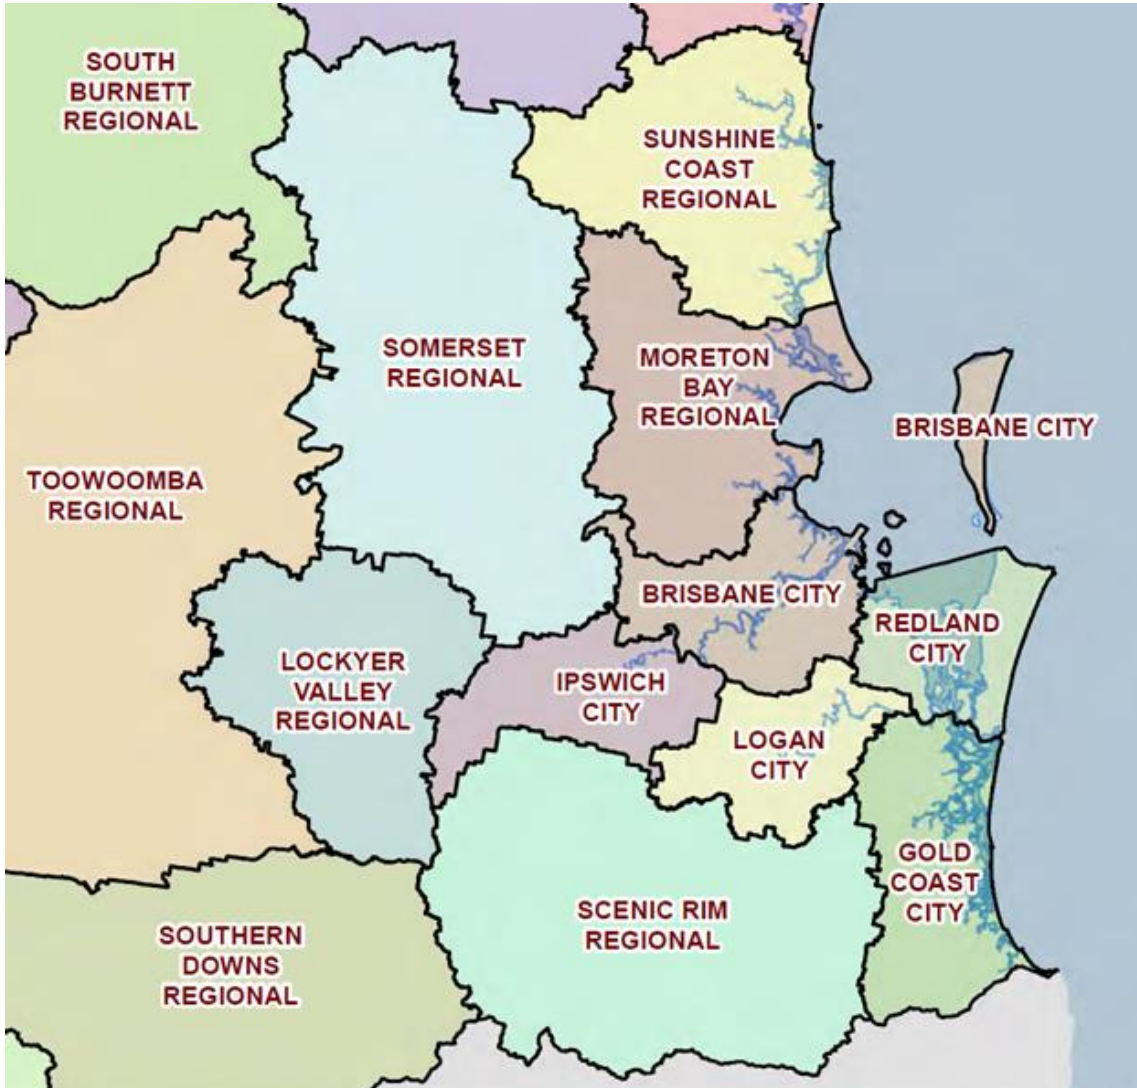 SOUTH
BURNETT
REGIONAL
SUNSHINE
COAST
REGIONAL
SOMERSET
REGIONAL
MORETON
BAY
REGIONAL
BRISBANE CITY
TOOWOOMBA
REGIONAL
BRISBANE CITY
REDLAND
CITY
LOCKYER
VALLEY
REGIONAL
IPSWICH
CITY
LOGAN
CITY
GOLD
COAST
CITY
SCENIC RIM
REGIONAL
SOUTHERN
DOWNS
REGIONAL